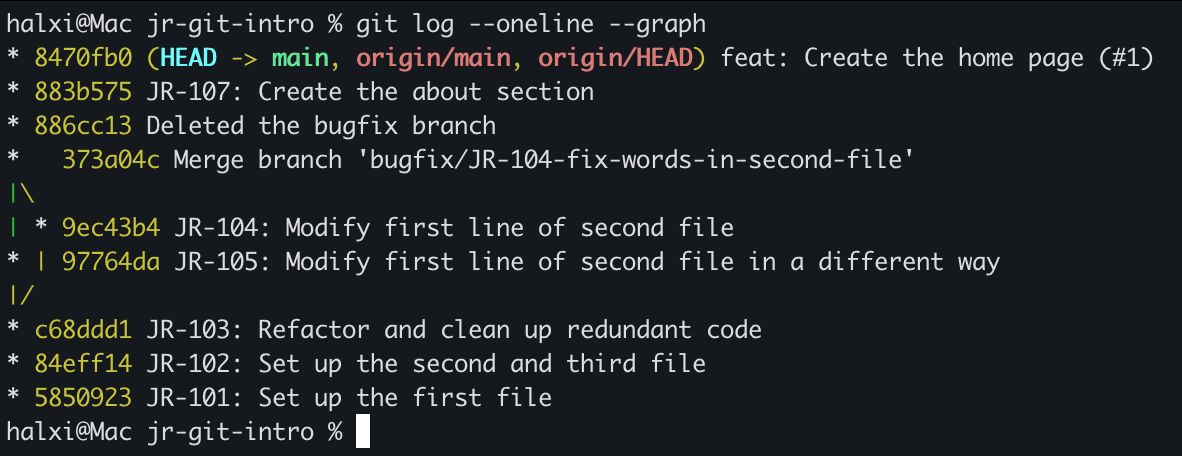 halxi@Mac jr-git-intro % git log --oneline --graph
* 8470fb0 (HEAD -> main, origin/main, origin/HEAD) feat: Create the home page (#1)
* 883b575 JR-107: Create the about section
* 886cc13 Deleted the bugfix branch
*   373a04c Merge branch 'bugfix/JR-104-fix-words-in-second-file'
|\
| * 9ec43b4 JR-104: Modify first line of second file
* | 97764da JR-105: Modify first line of second file in a different way
|/
* c68ddd1 JR-103: Refactor and clean up redundant code
* 84eff14 JR-102: Set up the second and third file
* 5850923 JR-101: Set up the first file
halxi@Mac jr-git-intro %